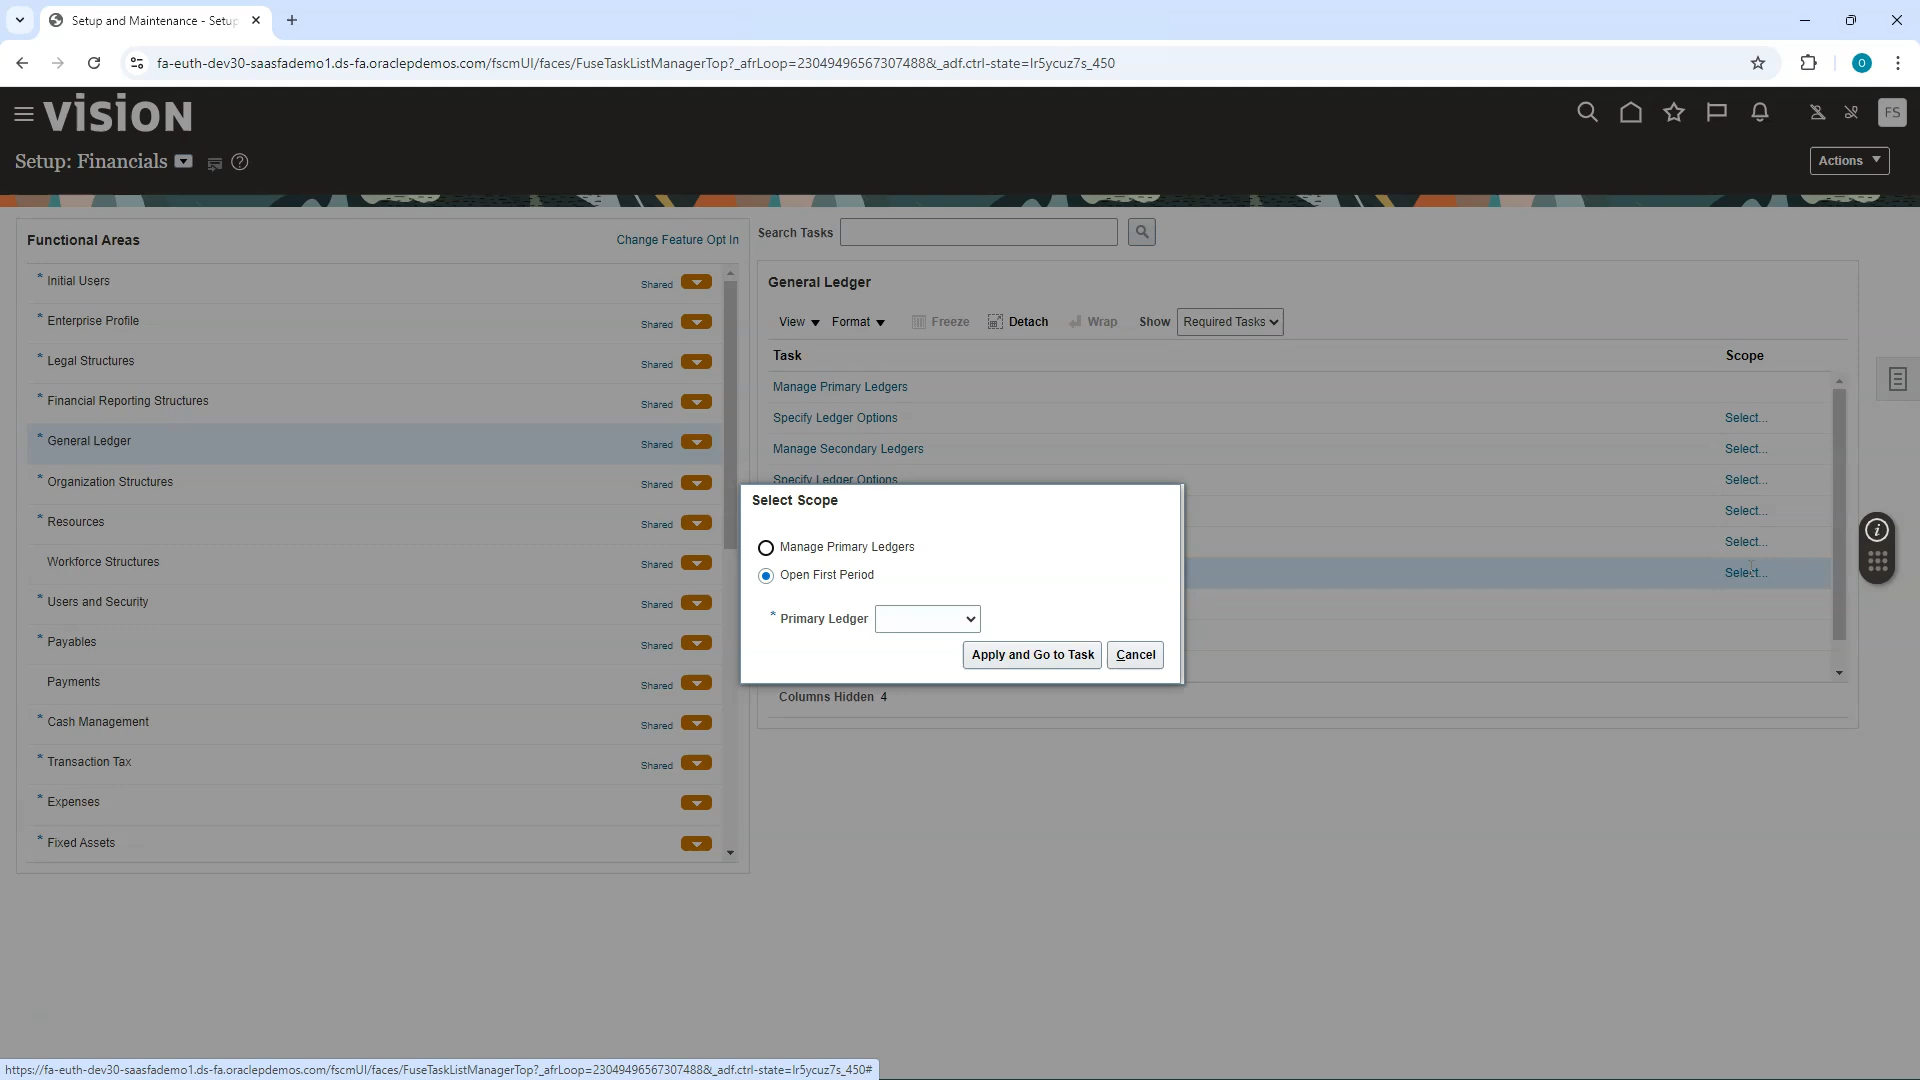 Setup and Maintenance - Setup
fa-euth-dev30-saasfademo1.ds-fa.oraclepdemos.com/fscmUI/faces/FuseTaskListManagerTop?_afrLoop=2304949656730748&_adf.ctrl-state=lr5ycuz7s_450
O
VISION
FS
Setup: Financials
Actions
Functional Areas
Change Feature Opt In
Search Tasks
* Initial Users Shared
* Enterprise Profile Shared
* Legal Structures Shared
* Financial Reporting Structures Shared
* General Ledger Shared
* Organization Structures Shared
* Resources Shared
Workforce Structures Shared
* Users and Security Shared
* Payables Shared
Payments Shared
* Cash Management Shared
* Transaction Tax Shared
* Expenses
* Fixed Assets
General Ledger
View Format Freeze Detach Wrap Show Required Tasks
Task Scope
Manage Primary Ledgers
Specify Ledger Options Select...
Manage Secondary Ledgers Select...
Specify Ledger Options Select...
Select...
Select...
Select...
Columns Hidden 4
Select Scope
Manage Primary Ledgers
Open First Period
* Primary Ledger
Apply and Go to Task Cancel
https://fa-euth-dev30-saasfademo1.ds-fa.oraclepdemos.com/fscmUI/faces/FuseTaskListManagerTop?_afrLoop=23049496567307488&_adf.ctrl-state=lr5ycuz7s_450#